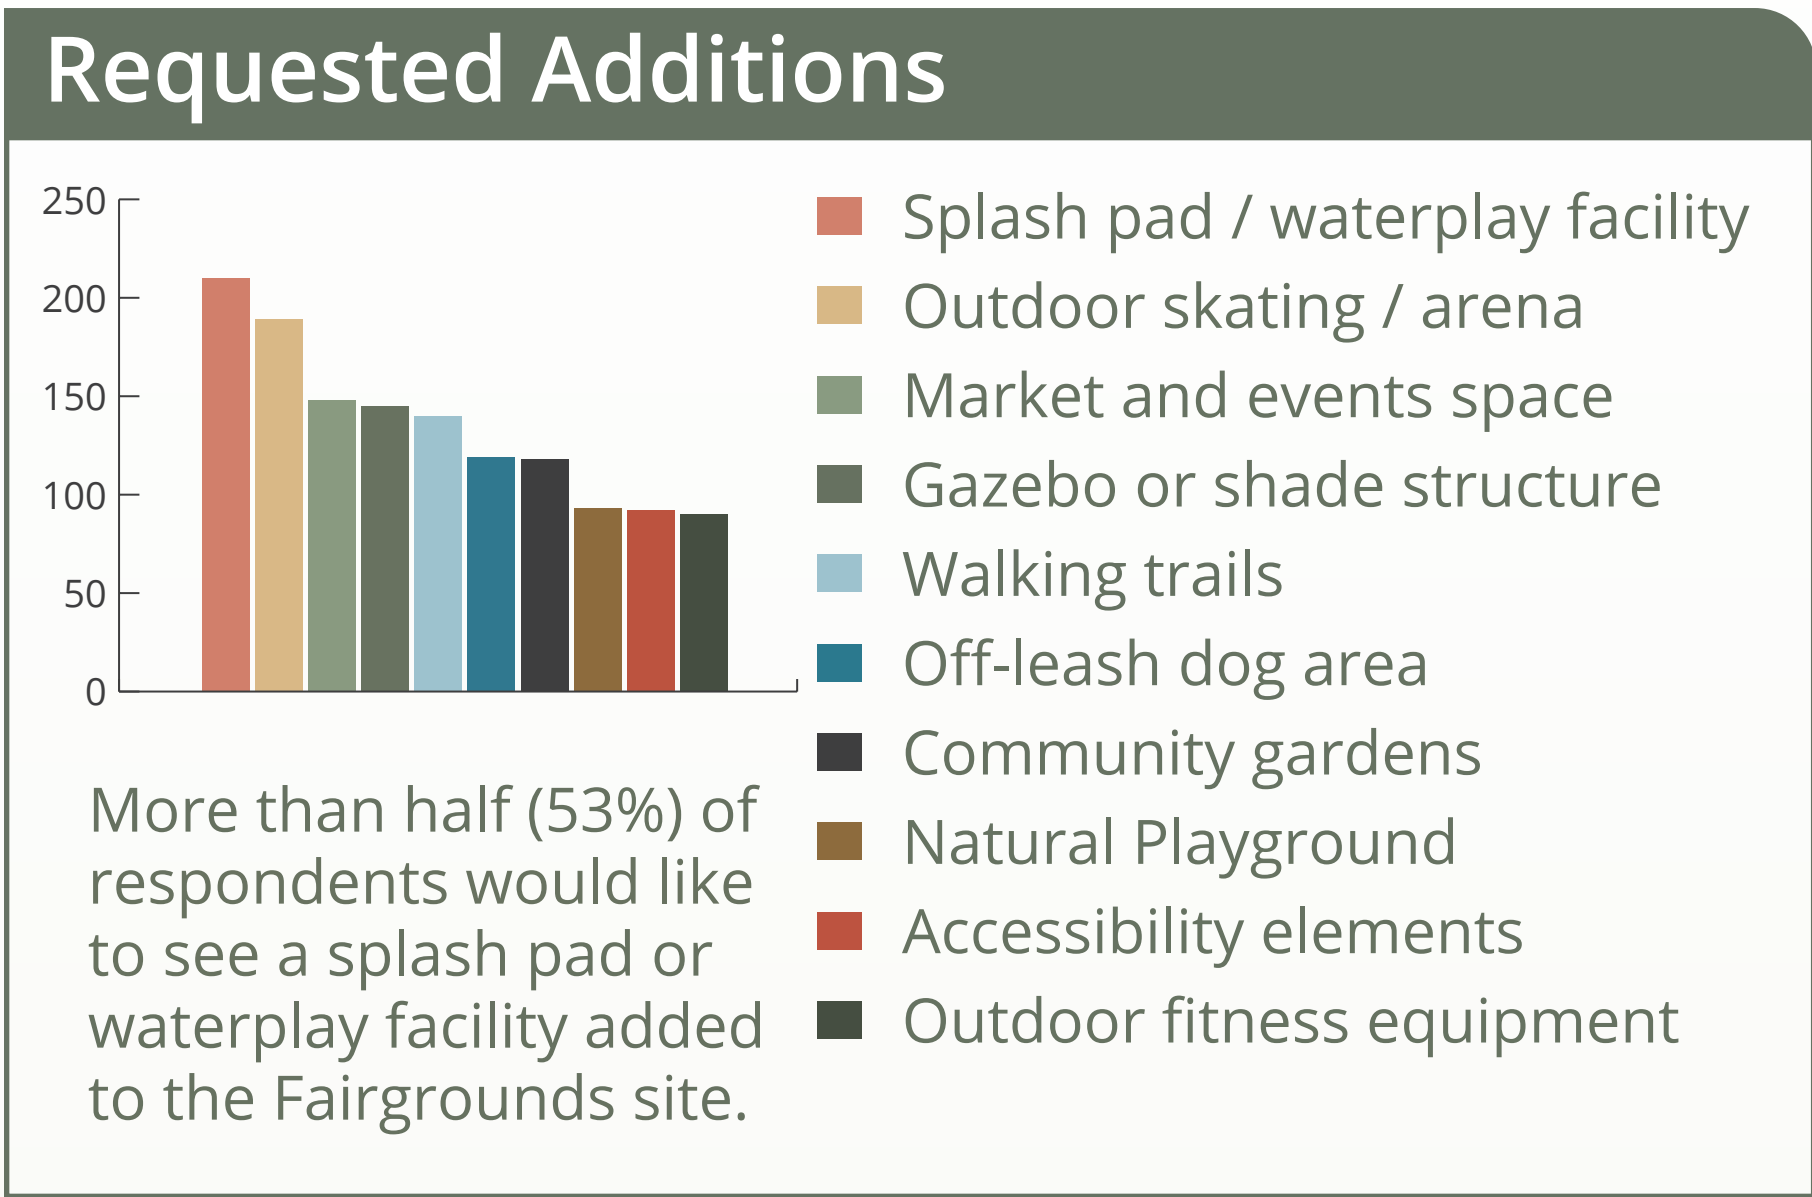 Requested Additions
250
200
150
100
50
0
Splash pad / waterplay facility
Outdoor skating / arena
Market and events space
Gazebo or shade structure
Walking trails
Off-leash dog area
Community gardens
Natural Playground
Accessibility elements
Outdoor fitness equipment
More than half (53%) of
respondents would like
to see a splash pad or
waterplay facility added
to the Fairgrounds site.